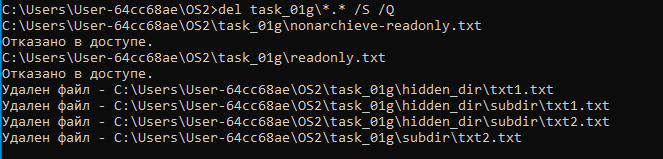 C:\Users\User-64cc68ae\OS2>del task_01g\*.* /S /Q
C:\Users\User-64cc68ae\OS2\task_01g\nonarchieve-readonly.txt
Отказано в доступе.
C:\Users\User-64cc68ae\OS2\task_01g\readonly.txt
Отказано в доступе.
Удален файл - C:\Users\User-64cc68ae\OS2\task_01g\hidden_dir\txt1.txt
Удален файл - C:\Users\User-64cc68ae\OS2\task_01g\hidden_dir\subdir\txt1.txt
Удален файл - C:\Users\User-64cc68ae\OS2\task_01g\hidden_dir\subdir\txt2.txt
Удален файл - C:\Users\User-64cc68ae\OS2\task_01g\subdir\txt2.txt